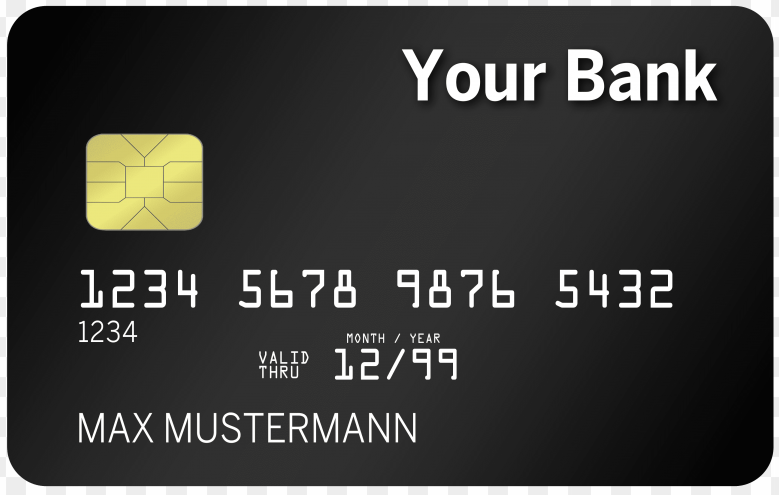 Your Bank
1234 5678 9876 5432
1234
MONTH / YEAR
VALID THRU 12/99
MAX MUSTERMANN